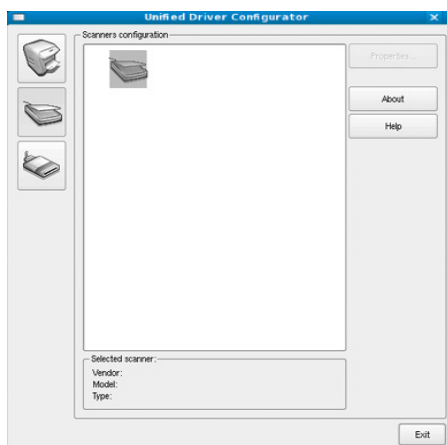 Unified Driver Configurator
Scanners configuration
Properties...
About
Help
Selected scanner:
Vendor:
Model:
Type:
Exit